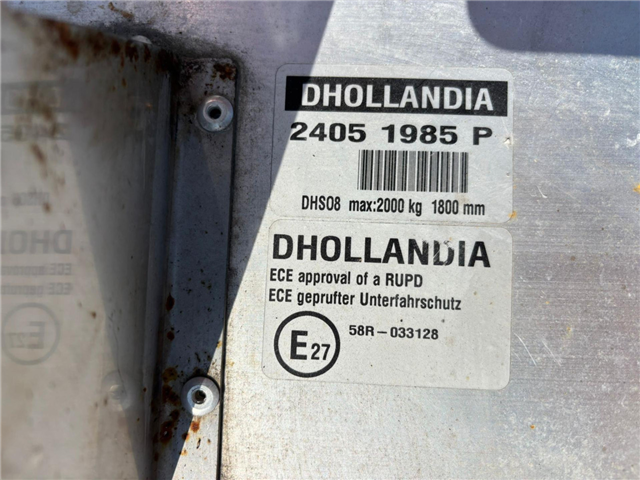 DHOLLANDIA
2405 1985 P
DHSO8 max:2000 kg 1800 mm
DHOLLANDIA
ECE approval of a RUPD
ECE geprufter Unterfahrschutz
E27
58R-033128